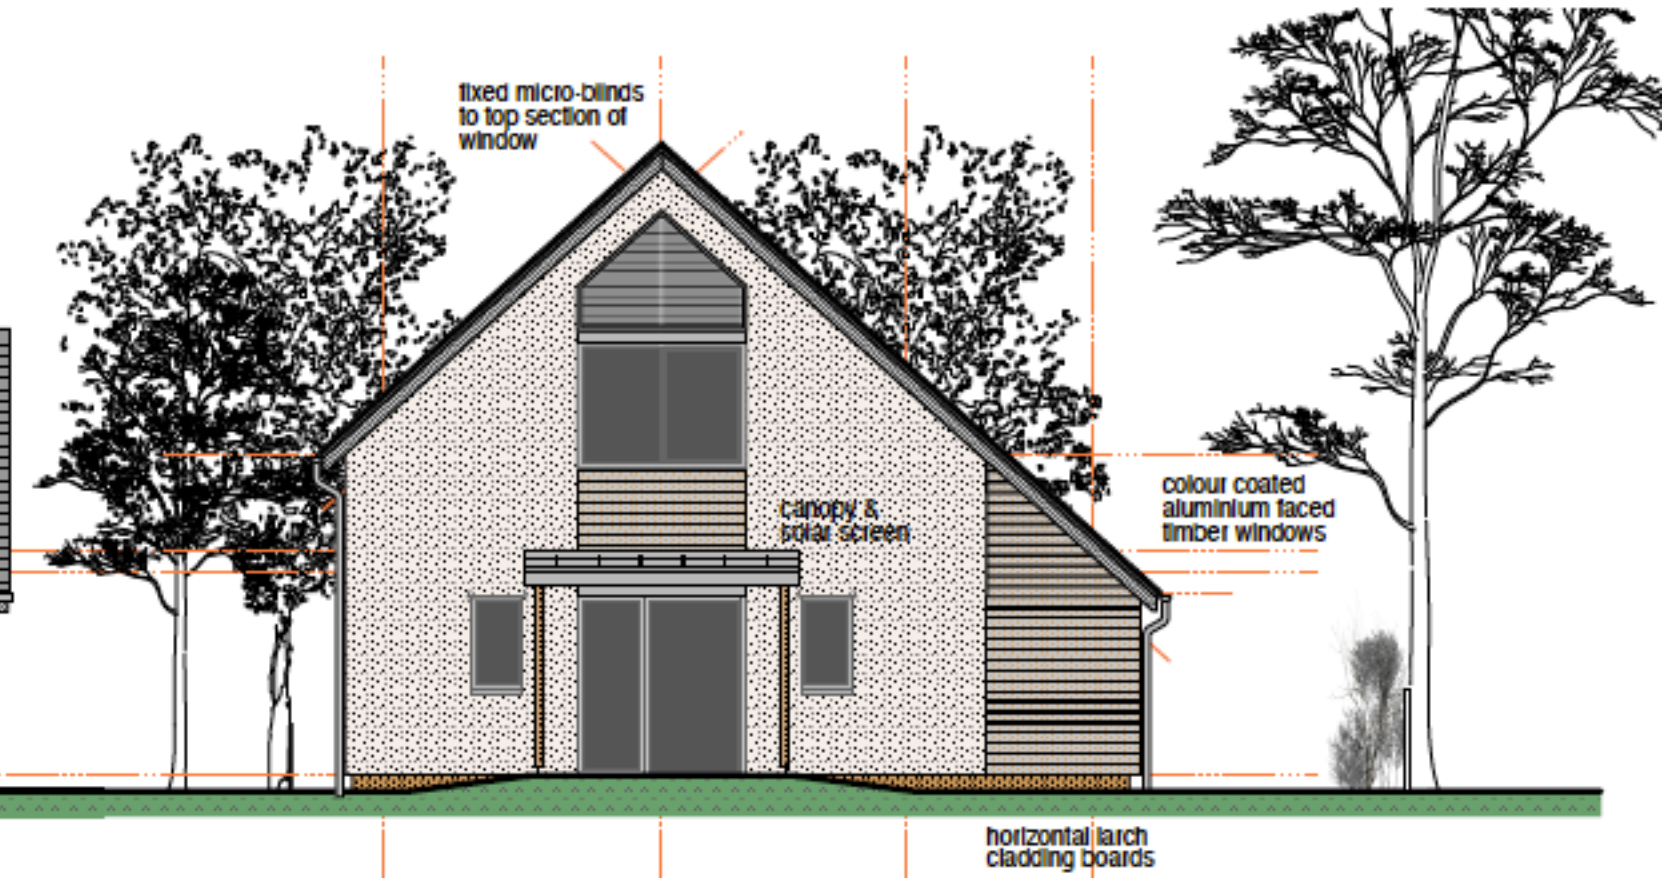 fixed micro-blinds
to top section of
window
canopy &
solar screen
colour coated
aluminium faced
timber windows
horizontal larch
cladding boards